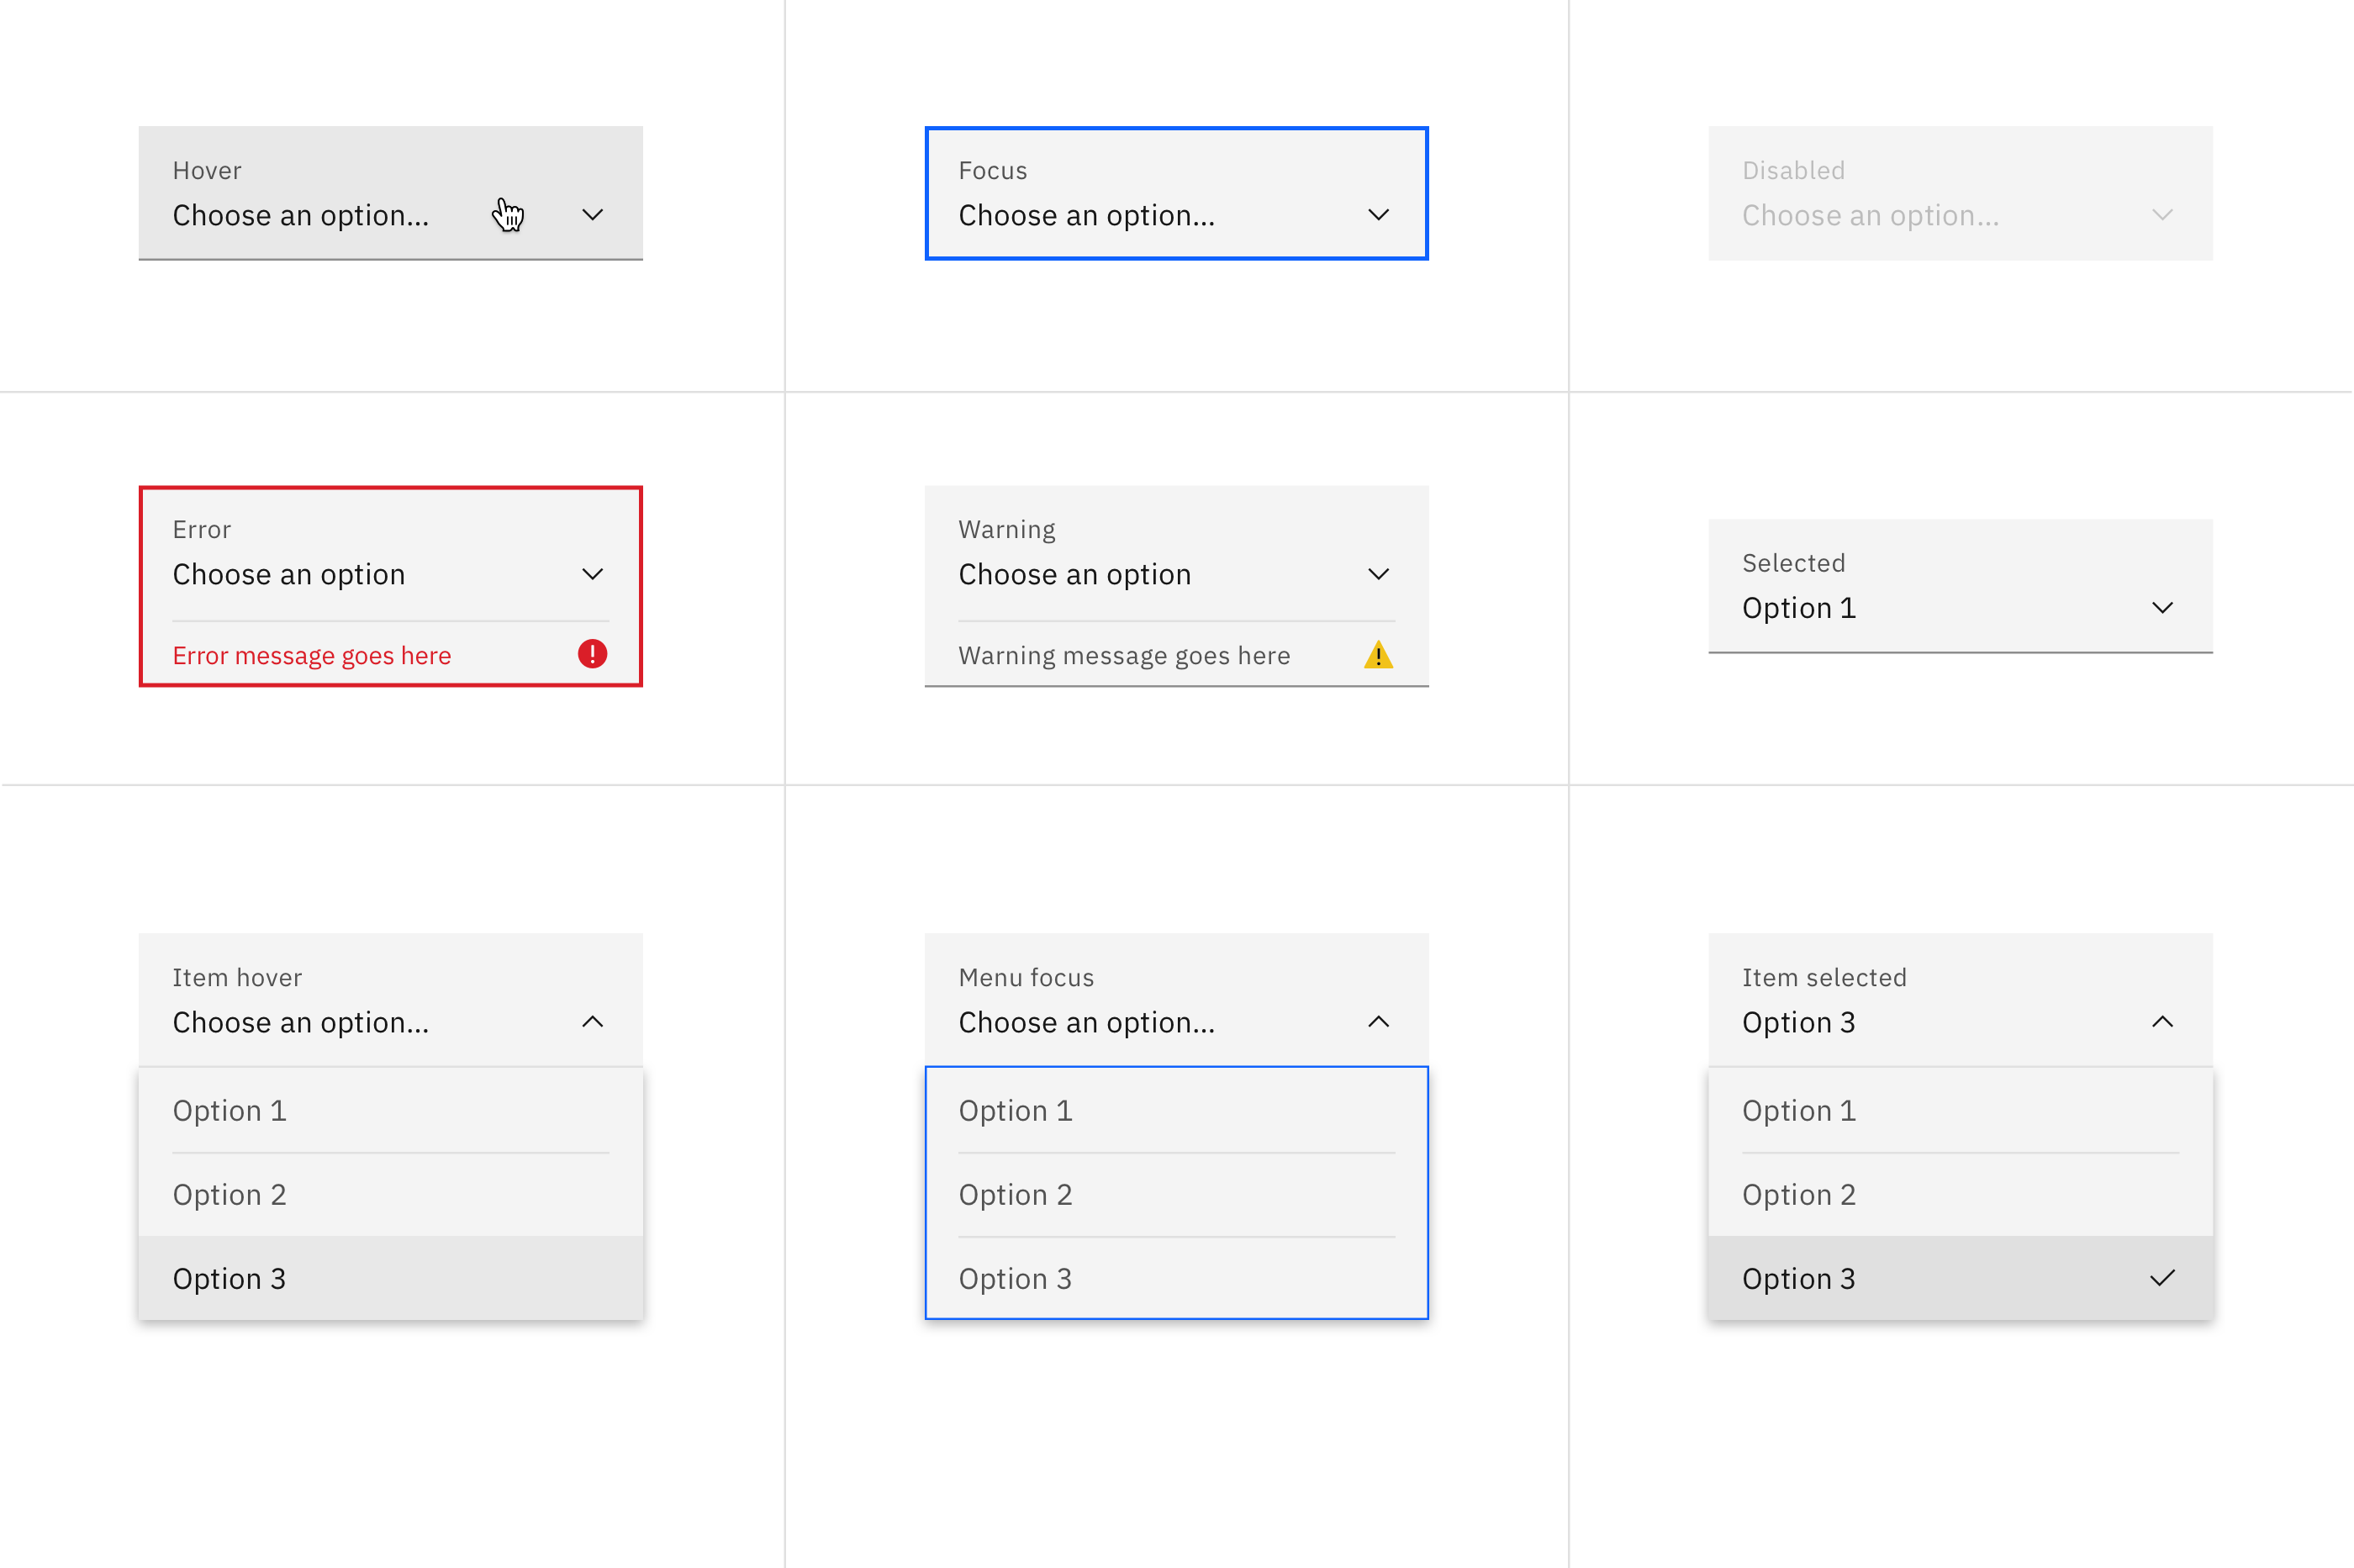 Hover
Choose an option...
Focus
Choose an option...
Disabled
Choose an option...
Error
Choose an option
Error message goes here
Warning
Choose an option
Warning message goes here
Selected
Option 1
Item hover
Choose an option...
Option 1
Option 2
Option 3
Menu focus
Choose an option...
Option 1
Option 2
Option 3
Item selected
Option 3
Option 1
Option 2
Option 3